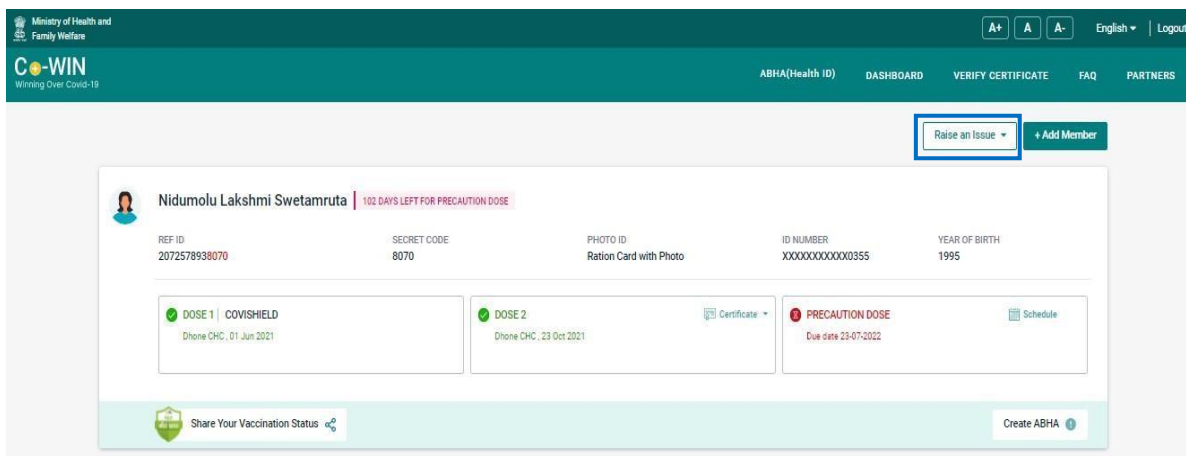 Ministry of Health and
Family Welfare
A+ A A- English Logout
Co-WIN
Winning Over Covid-19
ABHA(Health ID) DASHBOARD VERIFY CERTIFICATE FAQ PARTNERS
Raise an Issue + Add Member
Nidumolu Lakshmi Swetamruta 102 DAYS LEFT FOR PRECAUTION DOSE
REF ID SECRET CODE PHOTO ID ID NUMBER YEAR OF BIRTH
2072578938070 8070 Ration Card with Photo XXXXXXXXXXX0355 1995
DOSE 1 COVISHIELD DOSE 2 Certificate PRECAUTION DOSE Schedule
Dhone CHC , 01 Jun 2021 Dhone CHC , 23 Oct 2021 Due date 23-07-2022
Share Your Vaccination Status Create ABHA